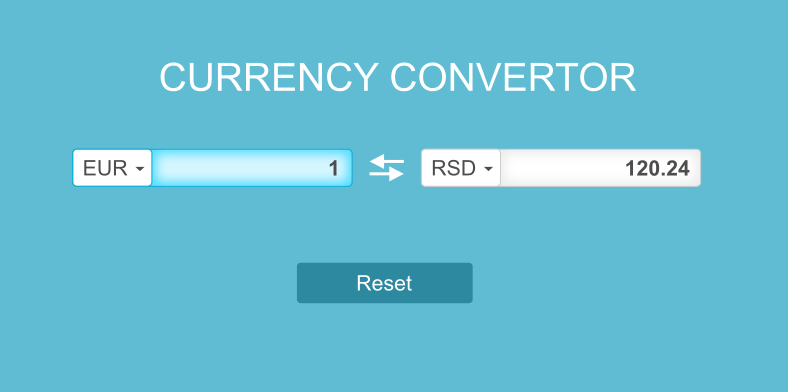 CURRENCY CONVERTOR
EUR 1 RSD 120.24
Reset